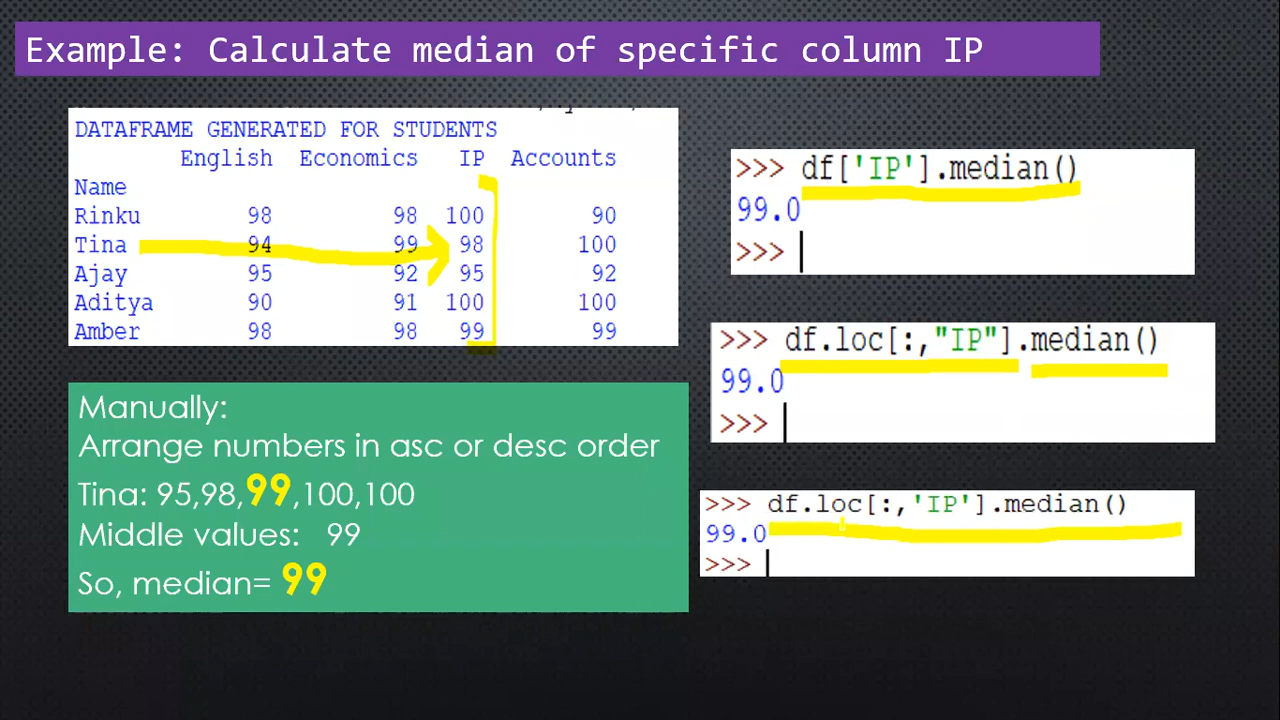 Example: Calculate median of specific column IP
DATAFRAME GENERATED FOR STUDENTS
English Economics IP Accounts
Name
Rinku 98 98 100 90
Tina 94 99 98 100
Ajay 95 92 95 92
Aditya 90 91 100 100
Amber 98 98 99 99
Manually:
Arrange numbers in asc or desc order
Tina: 95,98,99,100,100
Middle values: 99
So, median= 99
>>> df['IP'].median()
99.0
>>>
>>> df.loc[:,"IP"].median()
99.0
>>>
>>> df.loc[:,'IP'].median()
99.0
>>>